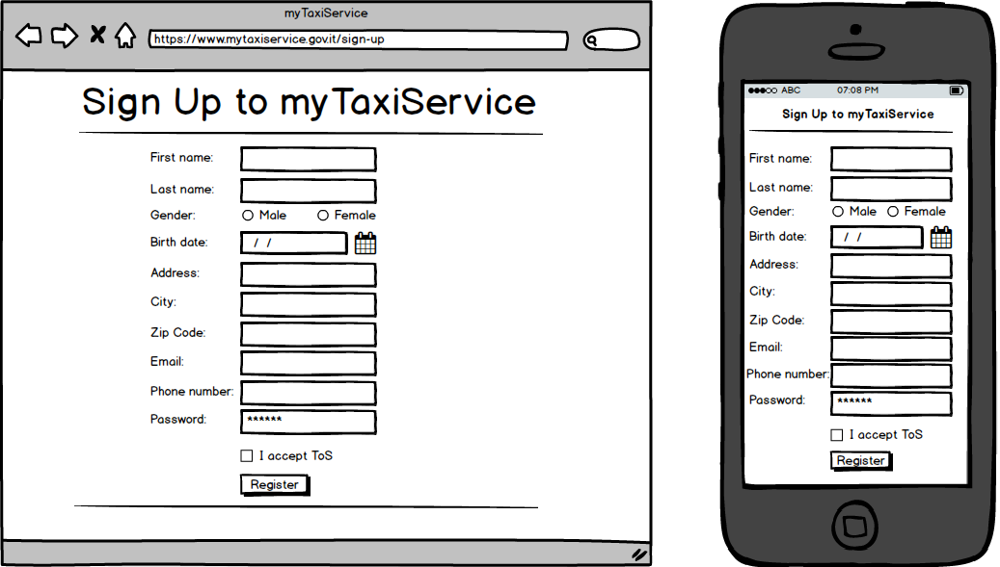 myTaxiService
https://www.mytaxiservice.gov.it/sign-up
Sign Up to myTaxiService
First name:
Last name:
Gender: Male Female
Birth date: / /
Address:
City:
Zip Code:
Email:
Phone number:
Password: ******
I accept ToS
Register
ABC 07:08 PM
Sign Up to myTaxiService
First name:
Last name:
Gender: Male Female
Birth date: / /
Address:
City:
Zip Code:
Email:
Phone number:
Password: ******
I accept ToS
Register